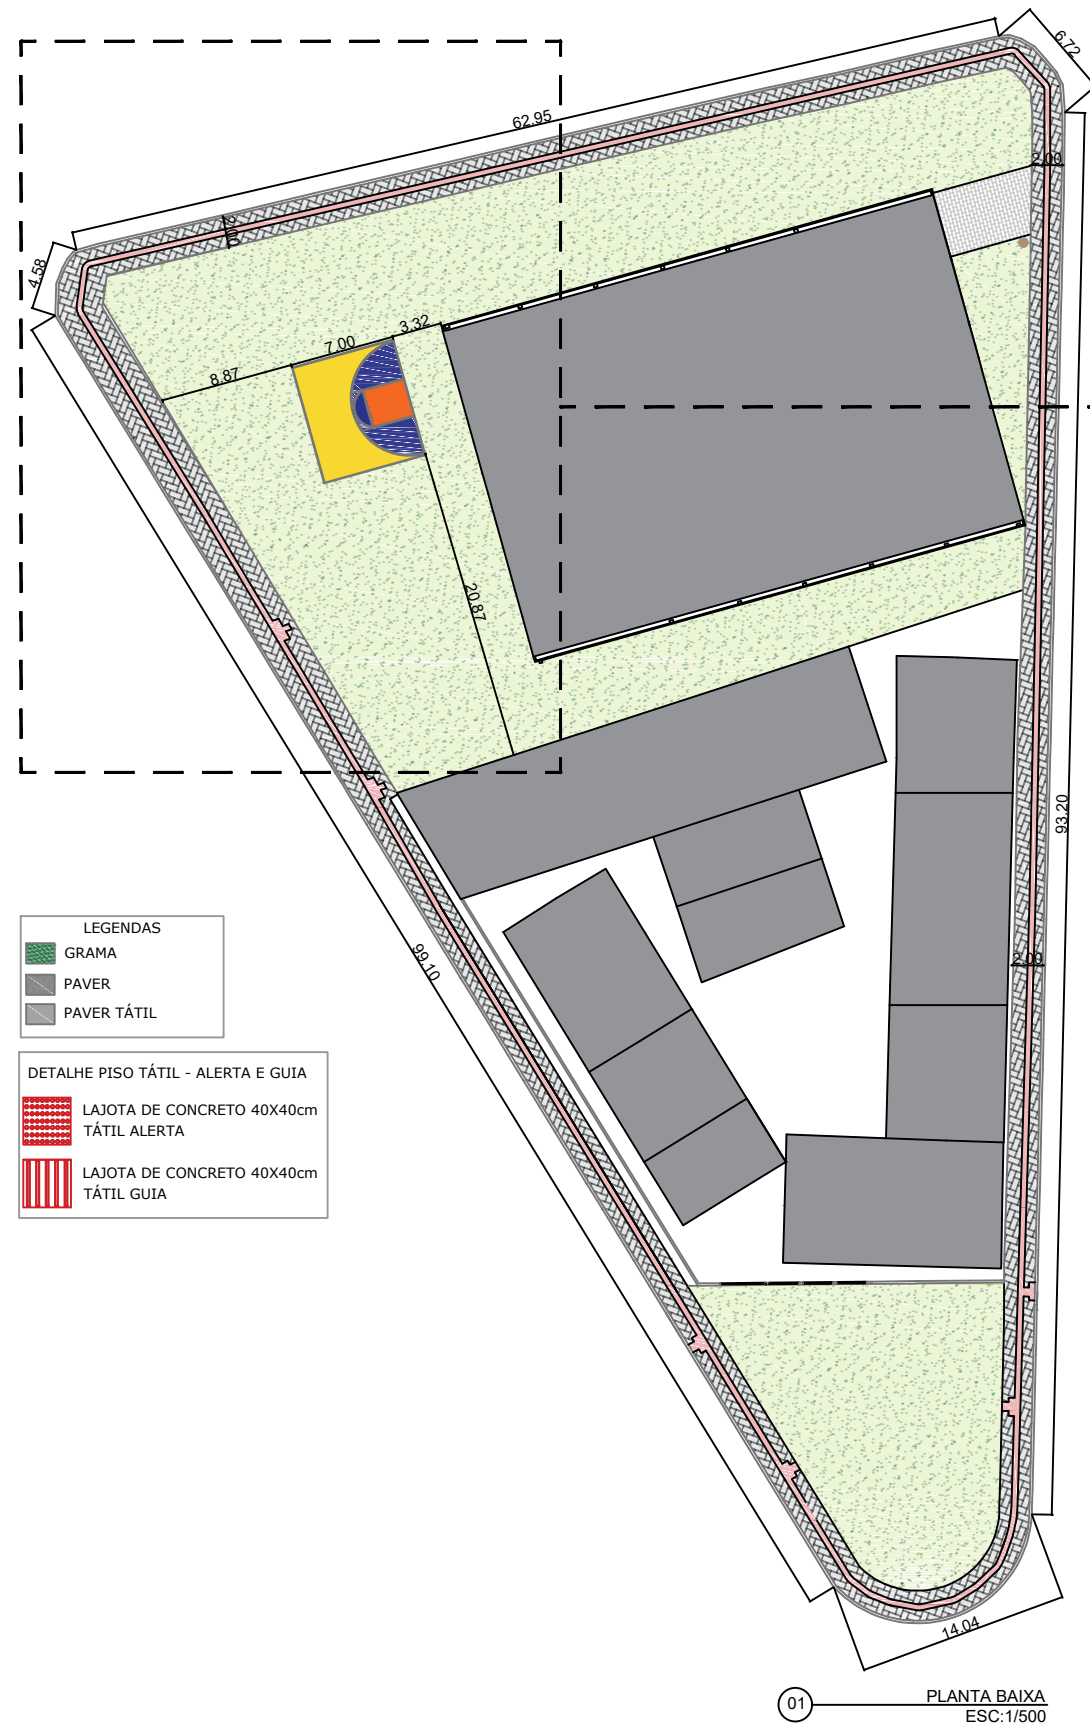 6.72
62.95
2.00
2.00
4.58
3.32
7.00
8.87
20.87
93.20
LEGENDAS
GRAMA
PAVER
PAVER TÁTIL
99.10
2.00
DETALHE PISO TÁTIL - ALERTA E GUIA
LAJOTA DE CONCRETO 40X40cm
TÁTIL ALERTA
LAJOTA DE CONCRETO 40X40cm
TÁTIL GUIA
14.04
01
PLANTA BAIXA
ESC:1/500